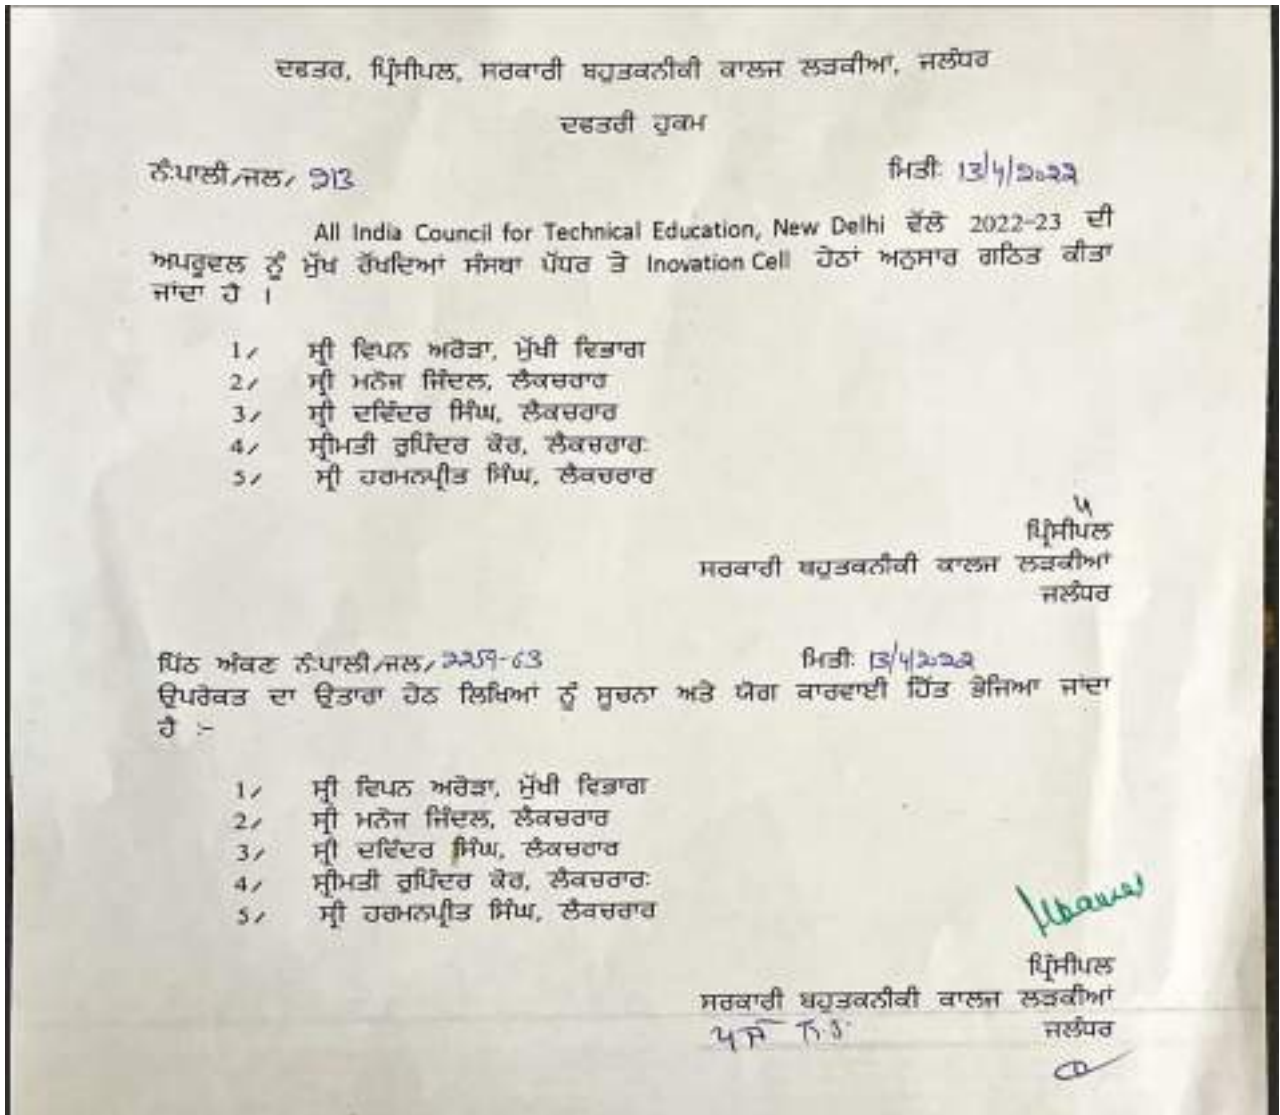 ਦਫਤਰ, ਪ੍ਰਿੰਸੀਪਲ, ਸਰਕਾਰੀ ਬਹੁਤਕਨੀਕੀ ਕਾਲਜ ਲੜਕੀਆਂ, ਜਲੰਧਰ
ਦਫਤਰੀ ਹੁਕਮ
ਨੰ:ਪਾਲੀ/ਜਲ/ 213 ਮਿਤੀ: 13/4/2022
All India Council for Technical Education, New Delhi ਵੱਲੋ 2022-23 ਦੀ
ਅਪਰੂਵਲ ਨੂੰ ਮੁੱਖ ਰੱਖਦਿਆਂ ਸੰਸਥਾ ਪੱਧਰ ਤੇ Inovation Cell ਹੇਠਾਂ ਅਨੁਸਾਰ ਗਠਿਤ ਕੀਤਾ
ਜਾਂਦਾ ਹੈ ।
1/ ਸ੍ਰੀ ਵਿਪਨ ਅਰੋੜਾ, ਮੁੱਖੀ ਵਿਭਾਗ
2/ ਸ੍ਰੀ ਮਨੋਜ ਜਿੰਦਲ, ਲੈਕਚਰਾਰ
3/ ਸ੍ਰੀ ਦਵਿੰਦਰ ਸਿੰਘ, ਲੈਕਚਰਾਰ
4/ ਸ੍ਰੀਮਤੀ ਰੁਪਿੰਦਰ ਕੋਰ, ਲੈਕਚਰਾਰ:
5/ ਸ੍ਰੀ ਹਰਮਨਪ੍ਰੀਤ ਸਿੰਘ, ਲੈਕਚਰਾਰ
ਪ੍ਰਿੰਸੀਪਲ
ਸਰਕਾਰੀ ਬਹੁਤਕਨੀਕੀ ਕਾਲਜ ਲੜਕੀਆਂ
ਜਲੰਧਰ
ਪਿੱਠ ਅੰਕਣ ਨੰ:ਪਾਲੀ/ਜਲ/ 2259-63 ਮਿਤੀ: 13/4/2022
ਉਪਰੋਕਤ ਦਾ ਉਤਾਰਾ ਹੇਠ ਲਿਖਿਆਂ ਨੂੰ ਸੂਚਨਾ ਅਤੇ ਯੋਗ ਕਾਰਵਾਈ ਹਿੱਤ ਭੇਜਿਆ ਜਾਂਦਾ
ਹੈ :-
1/ ਸ੍ਰੀ ਵਿਪਨ ਅਰੋੜਾ, ਮੁੱਖੀ ਵਿਭਾਗ
2/ ਸ੍ਰੀ ਮਨੋਜ ਜਿੰਦਲ, ਲੈਕਚਰਾਰ
3/ ਸ੍ਰੀ ਦਵਿੰਦਰ ਸਿੰਘ, ਲੈਕਚਰਾਰ
4/ ਸ੍ਰੀਮਤੀ ਰੁਪਿੰਦਰ ਕੋਰ, ਲੈਕਚਰਾਰ:
5/ ਸ੍ਰੀ ਹਰਮਨਪ੍ਰੀਤ ਸਿੰਘ, ਲੈਕਚਰਾਰ
ਪ੍ਰਿੰਸੀਪਲ
ਸਰਕਾਰੀ ਬਹੁਤਕਨੀਕੀ ਕਾਲਜ ਲੜਕੀਆਂ
ਜਲੰਧਰ